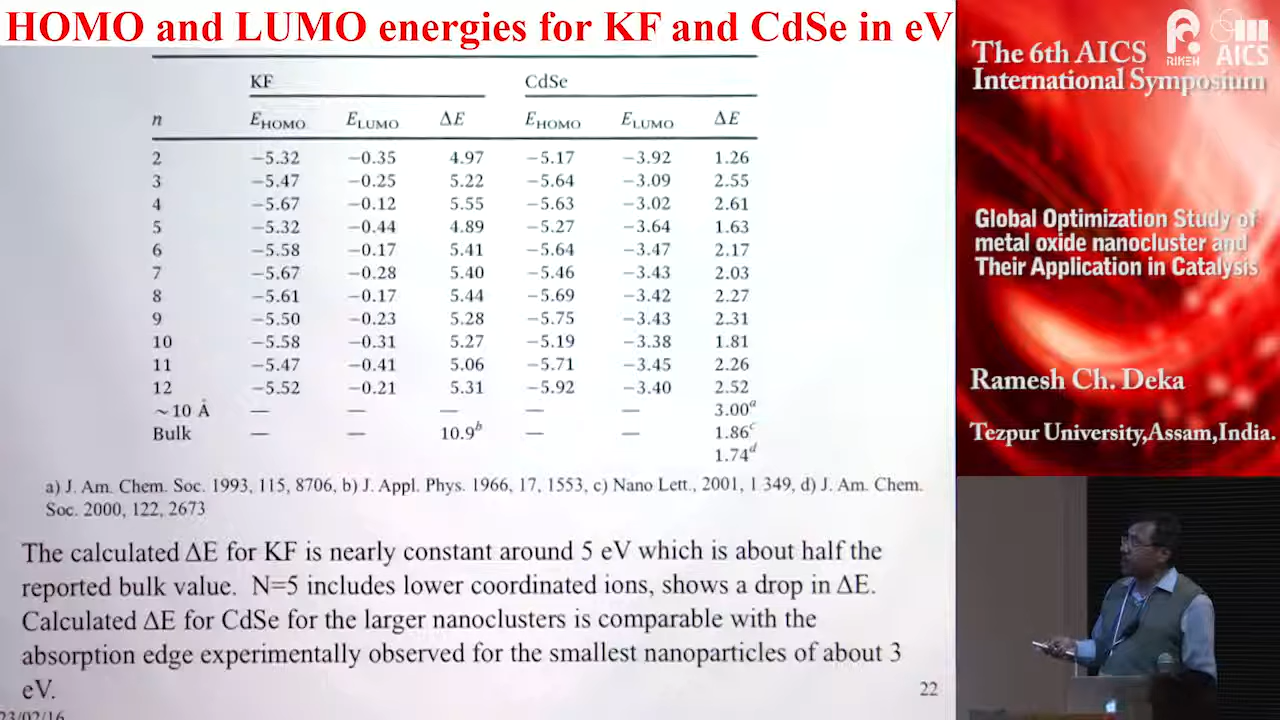 HOMO and LUMO energies for KF and CdSe in eV
KF CdSe
n E_HOMO E_LUMO ΔE E_HOMO E_LUMO ΔE
2 −5.32 −0.35 4.97 −5.17 −3.92 1.26
3 −5.47 −0.25 5.22 −5.64 −3.09 2.55
4 −5.67 −0.12 5.55 −5.63 −3.02 2.61
5 −5.32 −0.44 4.89 −5.27 −3.64 1.63
6 −5.58 −0.17 5.41 −5.64 −3.47 2.17
7 −5.67 −0.28 5.40 −5.46 −3.43 2.03
8 −5.61 −0.17 5.44 −5.69 −3.42 2.27
9 −5.50 −0.23 5.28 −5.75 −3.43 2.31
10 −5.58 −0.31 5.27 −5.19 −3.38 1.81
11 −5.47 −0.41 5.06 −5.71 −3.45 2.26
12 −5.52 −0.21 5.31 −5.92 −3.40 2.52
~10 Å — — — — — 3.00a
Bulk — — 10.9b — — 1.86c
1.74d
a) J. Am. Chem. Soc. 1993, 115, 8706, b) J. Appl. Phys. 1966, 17, 1553, c) Nano Lett., 2001, 1 349, d) J. Am. Chem.
Soc. 2000, 122, 2673
The calculated ΔE for KF is nearly constant around 5 eV which is about half the
reported bulk value. N=5 includes lower coordinated ions, shows a drop in ΔE.
Calculated ΔE for CdSe for the larger nanoclusters is comparable with the
absorption edge experimentally observed for the smallest nanoparticles of about 3
eV.
22
23/02/16
The 6th AICS
International Symposium
RIKEN
AICS
Global Optimization Study of
metal oxide nanocluster and
Their Application in Catalysis
Ramesh Ch. Deka
Tezpur University,Assam,India.